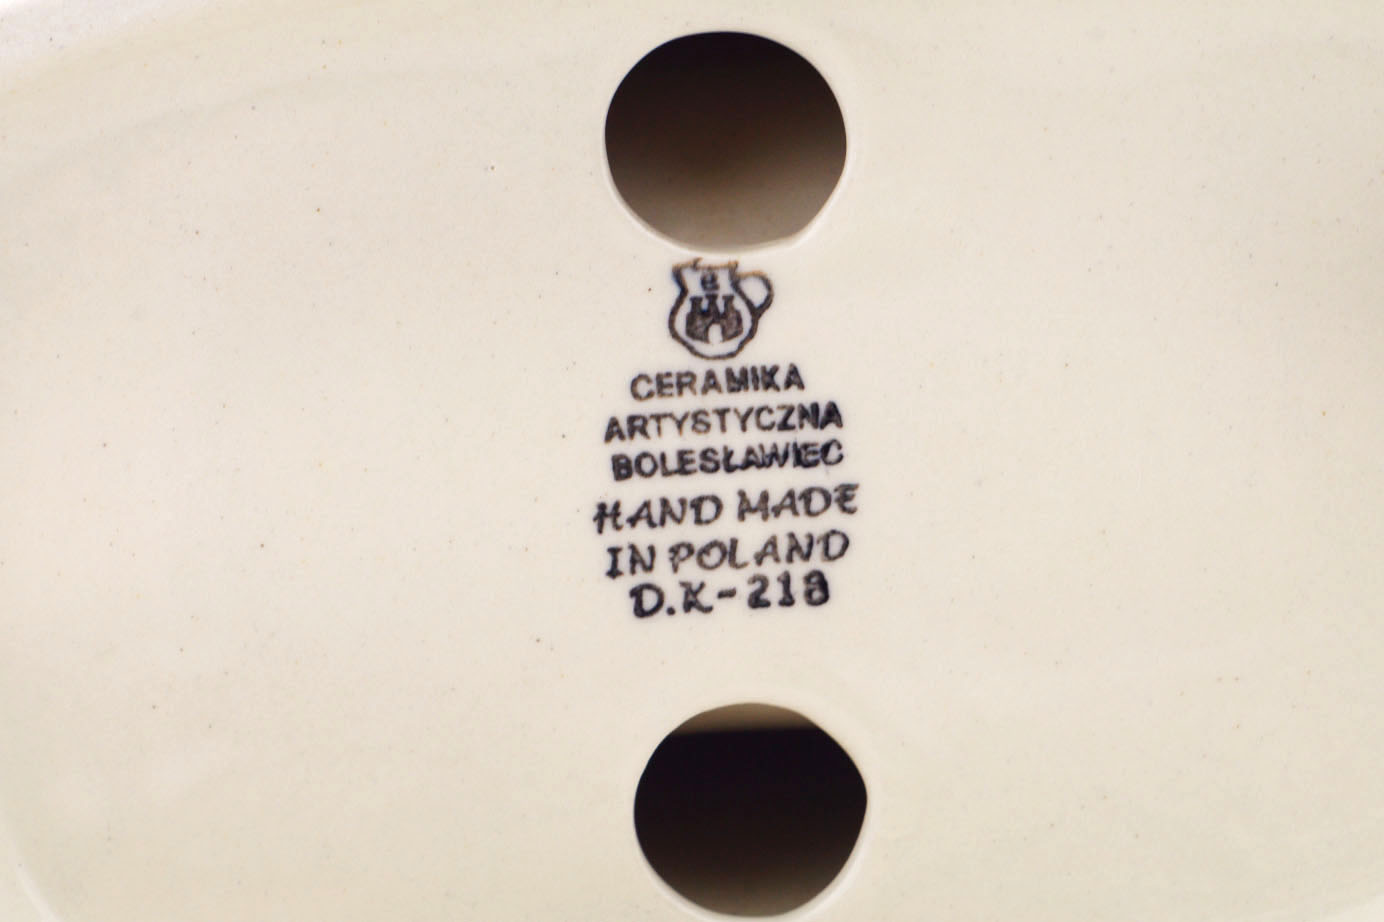 e
CERAMIKA
ARTYSTYCZNA
BOLESŁAWIEC
HAND MADE
IN POLAND
D.K-218